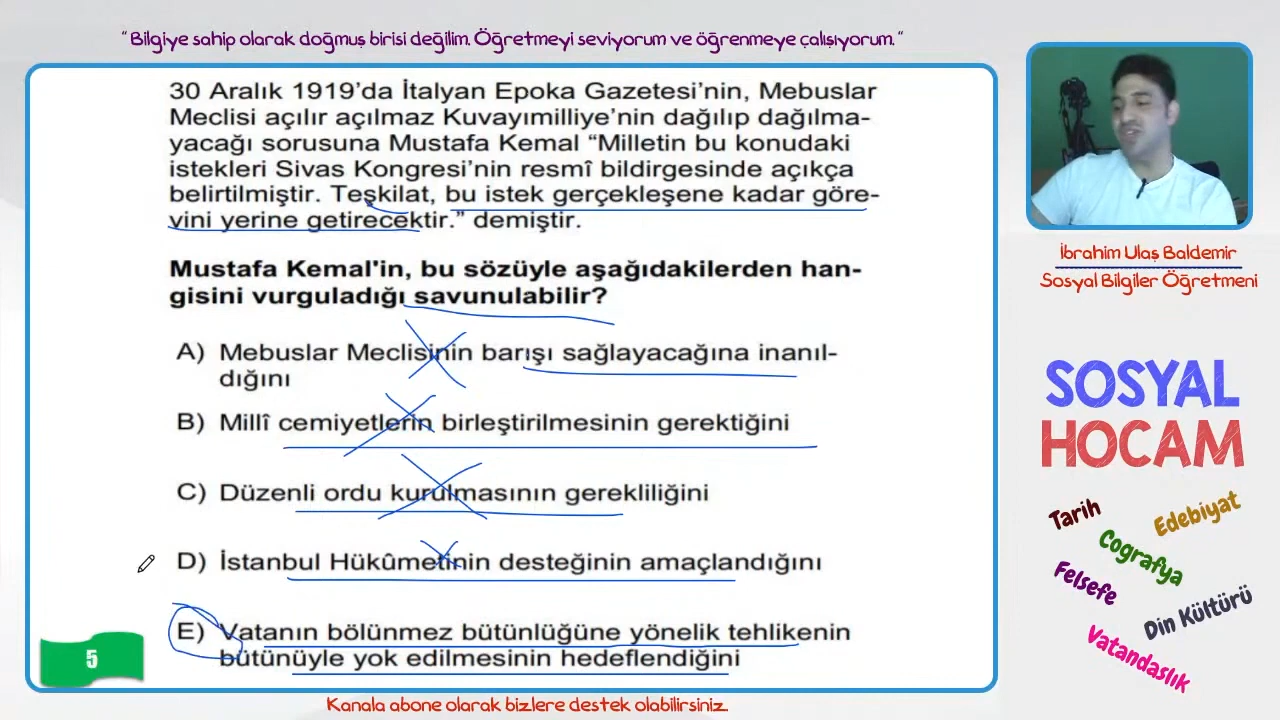 “ Bilgiye sahip olarak doğmuş birisi değilim. Öğretmeyi seviyorum ve öğrenmeye çalışıyorum. “
30 Aralık 1919’da İtalyan Epoka Gazetesi’nin, Mebuslar
Meclisi açılır açılmaz Kuvayımilliye’nin dağılıp dağılma-
yacağı sorusuna Mustafa Kemal “Milletin bu konudaki
istekleri Sivas Kongresi’nin resmî bildirgesinde açıkça
belirtilmiştir. Teşkilat, bu istek gerçekleşene kadar göre-
vini yerine getirecektir.” demiştir.
Mustafa Kemal'in, bu sözüyle aşağıdakilerden han-
gisini vurguladığı savunulabilir?
A) Mebuslar Meclisinin barışı sağlayacağına inanıl-
dığını
B) Millî cemiyetlerin birleştirilmesinin gerektiğini
C) Düzenli ordu kurulmasının gerekliliğini
D) İstanbul Hükûmetinin desteğinin amaçlandığını
E) Vatanın bölünmez bütünlüğüne yönelik tehlikenin
bütünüyle yok edilmesinin hedeflendiğini
5
İbrahim Ulaş Baldemir
Sosyal Bilgiler Öğretmeni
SOSYAL
HOCAM
Tarih
Edebiyat
Cografya
Felsefe
Din Kültürü
Vatandaslık
Kanala abone olarak bizlere destek olabilirsiniz.